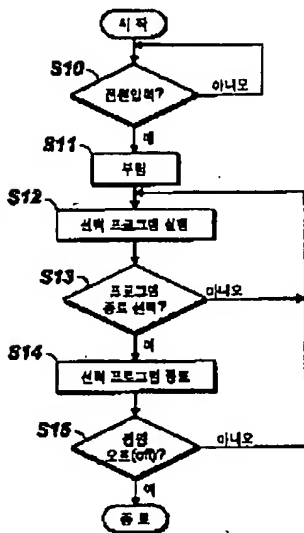 시 작
S10
전원입력?
아니오
예
S11
부팅
S12
선택 프로그램 실행
S13
프로그램
종료 선택?
아니오
예
S14
선택 프로그램 종료
S15
전원
오프(off)?
아니오
예
종 료